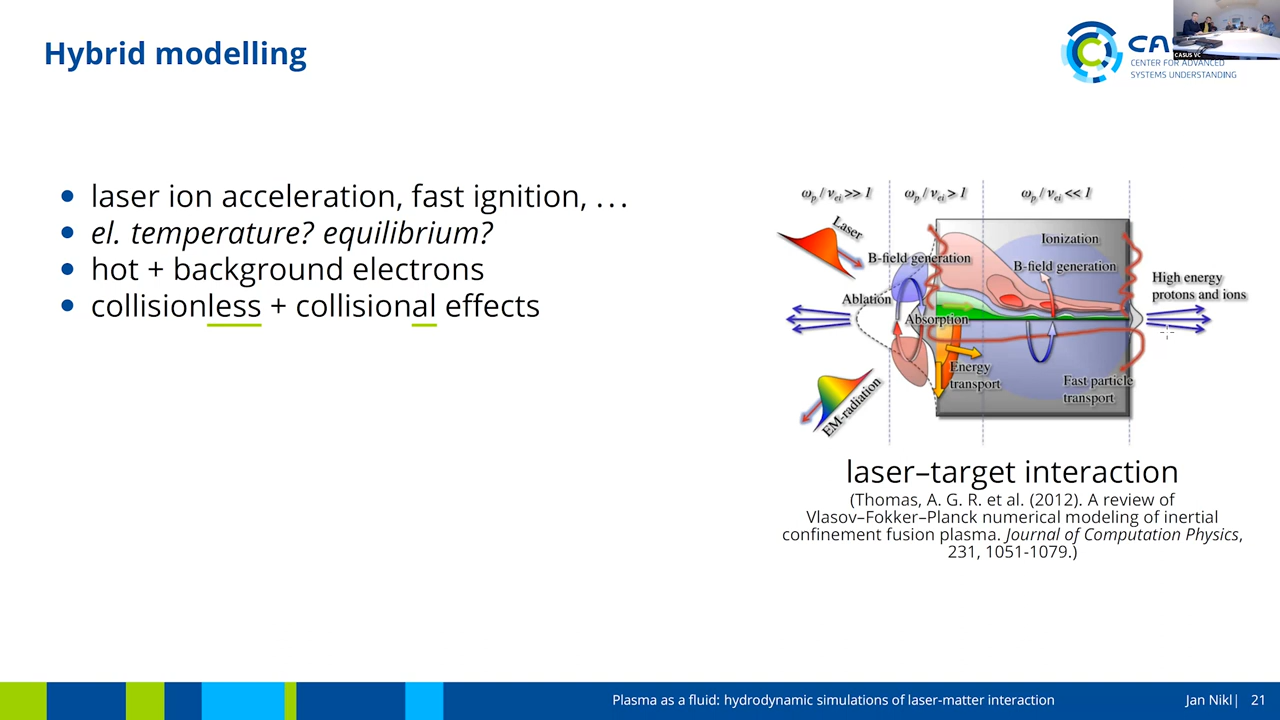 Hybrid modelling
CENTER FOR ADVANCED
SYSTEMS UNDERSTANDING
CASUS VC
• laser ion acceleration, fast ignition, ...
• el. temperature? equilibrium?
• hot + background electrons
• collisionless + collisional effects
ωp / νei >> 1
ωp / νei > 1
ωp / νei << 1
Laser
B-field generation
Ionization
B-field generation
Ablation
Absorption
High energy
protons and ions
Energy
transport
Fast particle
transport
EM-radiation
laser–target interaction
(Thomas, A. G. R. et al. (2012). A review of
Vlasov–Fokker–Planck numerical modeling of inertial
confinement fusion plasma. Journal of Computation Physics,
231, 1051-1079.)
Plasma as a fluid: hydrodynamic simulations of laser-matter interaction
Jan Nikl| 21